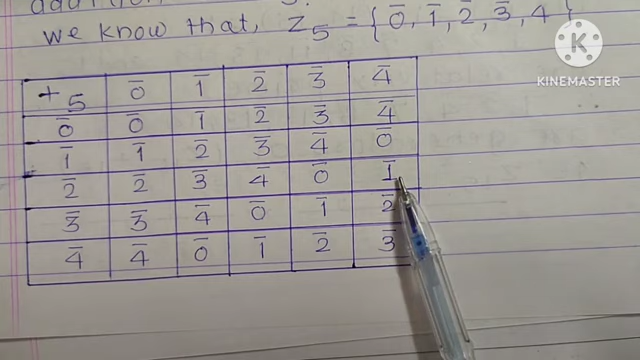 we know that, Z₅ = { 0̄, 1̄, 2̄, 3̄, 4 }
KINEMASTER
+₅ 0̄ 1̄ 2̄ 3̄ 4̄
0̄ 0̄ 1̄ 2̄ 3̄ 4̄
1̄ 1̄ 2̄ 3̄ 4̄ 0̄
2̄ 2̄ 3̄ 4̄ 0̄ 1̄
3̄ 3̄ 4̄ 0̄ 1̄ 2̄
4̄ 4̄ 0̄ 1̄ 2̄ 3̄